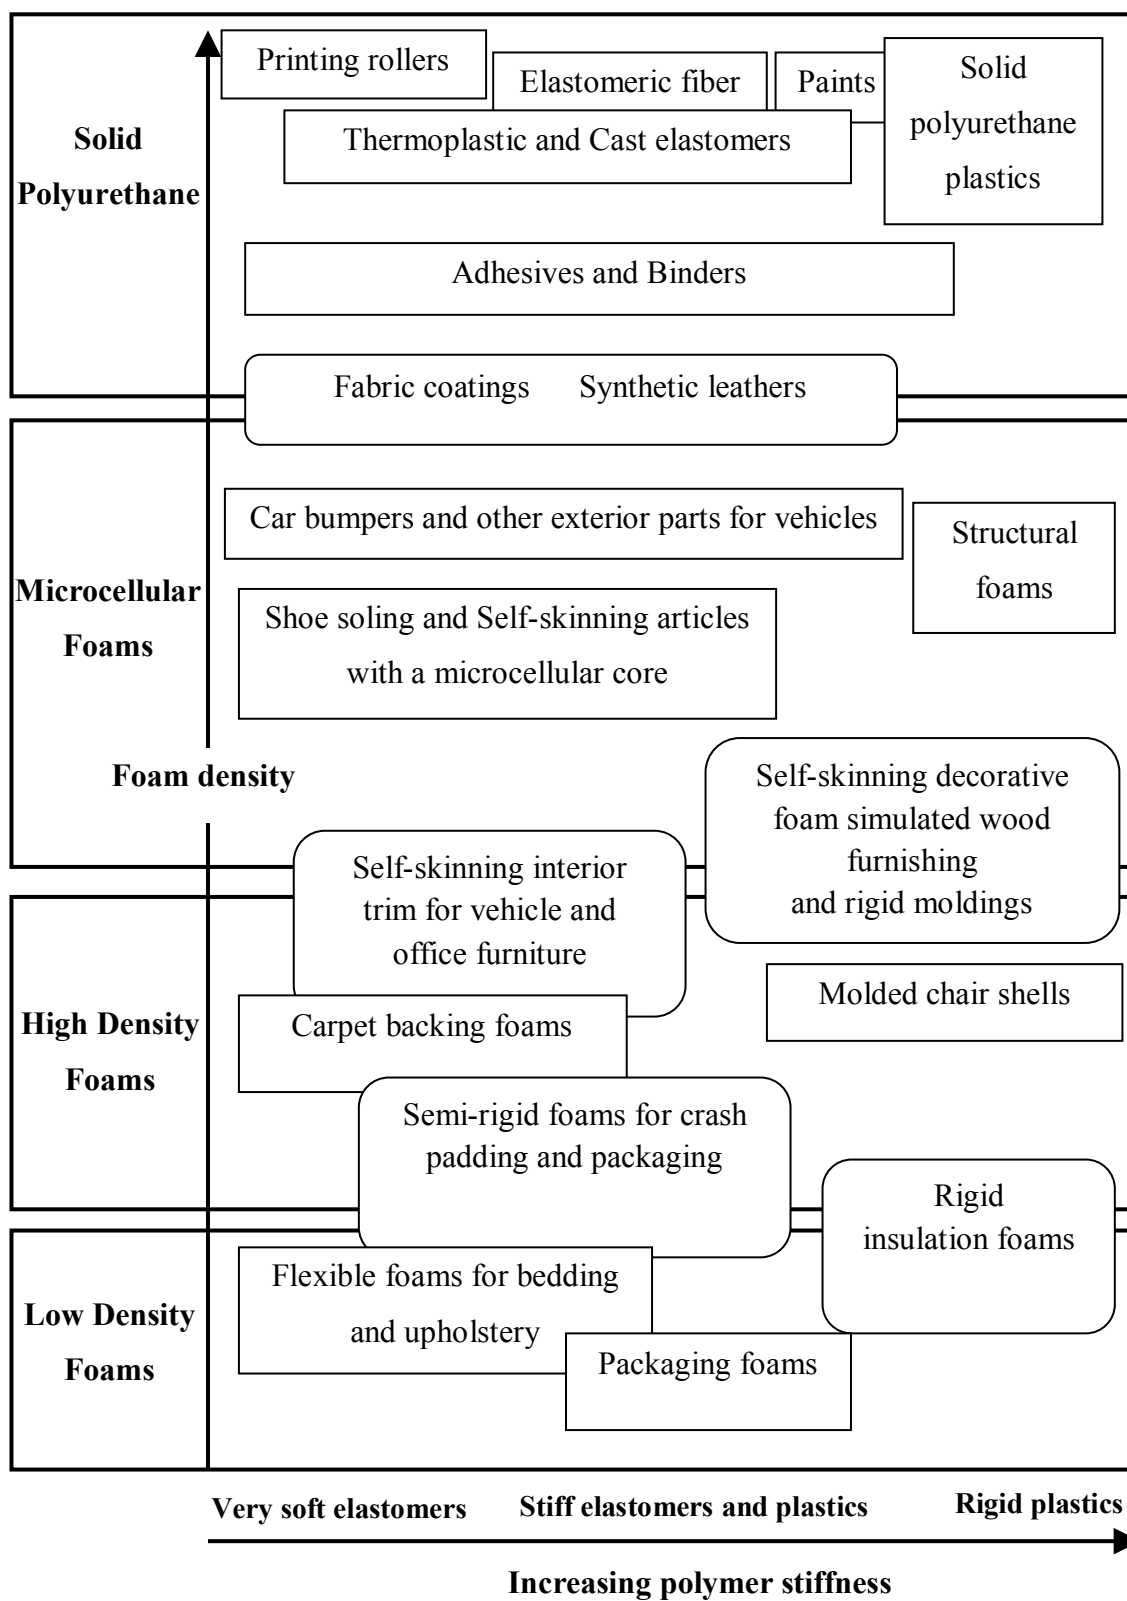 Printing rollers
Elastomeric fiber
Paints
Solid
polyurethane
plastics
Solid
Polyurethane
Thermoplastic and Cast elastomers
Adhesives and Binders
Fabric coatings Synthetic leathers
Microcellular
Foams
Car bumpers and other exterior parts for vehicles
Structural
foams
Shoe soling and Self-skinning articles
with a microcellular core
Foam density
Self-skinning decorative
foam simulated wood
furnishing
and rigid moldings
Self-skinning interior
trim for vehicle and
office furniture
High Density
Foams
Molded chair shells
Carpet backing foams
Semi-rigid foams for crash
padding and packaging
Rigid
insulation foams
Low Density
Foams
Flexible foams for bedding
and upholstery
Packaging foams
Very soft elastomers
Stiff elastomers and plastics
Rigid plastics
Increasing polymer stiffness